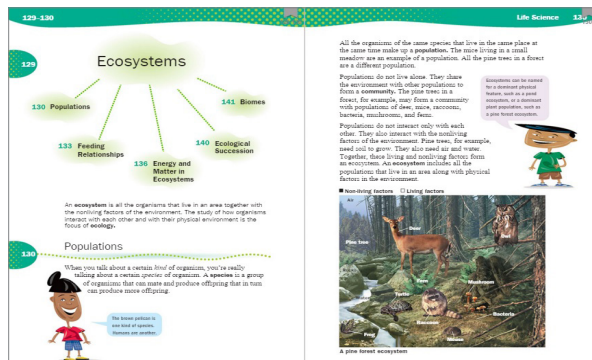 129–130
129
Ecosystems
130 Populations
141 Biomes
133 Feeding
Relationships
140 Ecological
Succession
136 Energy and
Matter in
Ecosystems
An ecosystem is all the organisms that live in an area together with
the nonliving factors of the environment. The study of how organisms
interact with each other and with their physical environment is the
focus of ecology.
130
Populations
When you talk about a certain kind of organism, you're really
talking about a certain species of organism. A species is a group
of organisms that can mate and produce offspring that in turn
can produce more offspring.
The brown pelican is
one kind of species.
Humans are another.
Life Science
All the organisms of the same species that live in the same place at
the same time make up a population. The mice living in a small
meadow are an example of a population. All the pine trees in a forest
are a different population.
Populations do not live alone. They share
the environment with other populations to
form a community. The pine trees in a
forest, for example, may form a community
with populations of deer, mice, raccoons,
bacteria, mushrooms, and ferns.
Ecosystems can be named
for a dominant physical
feature, such as a pond
ecosystem, or a dominant
plant population, such as
a pine forest ecosystem.
Populations do not interact only with each
other. They also interact with the nonliving
factors of the environment. Pine trees, for example,
need soil to grow. They also need air and water.
Together, these living and nonliving factors form
an ecosystem. An ecosystem includes all the
populations that live in an area along with physical
factors in the environment.
Non-living factors Living factors
Air
Deer
Owl
Pine tree
Fern
Mushroom
Turtle
Bacteria
Raccoon
Frog
Mouse
A pine forest ecosystem